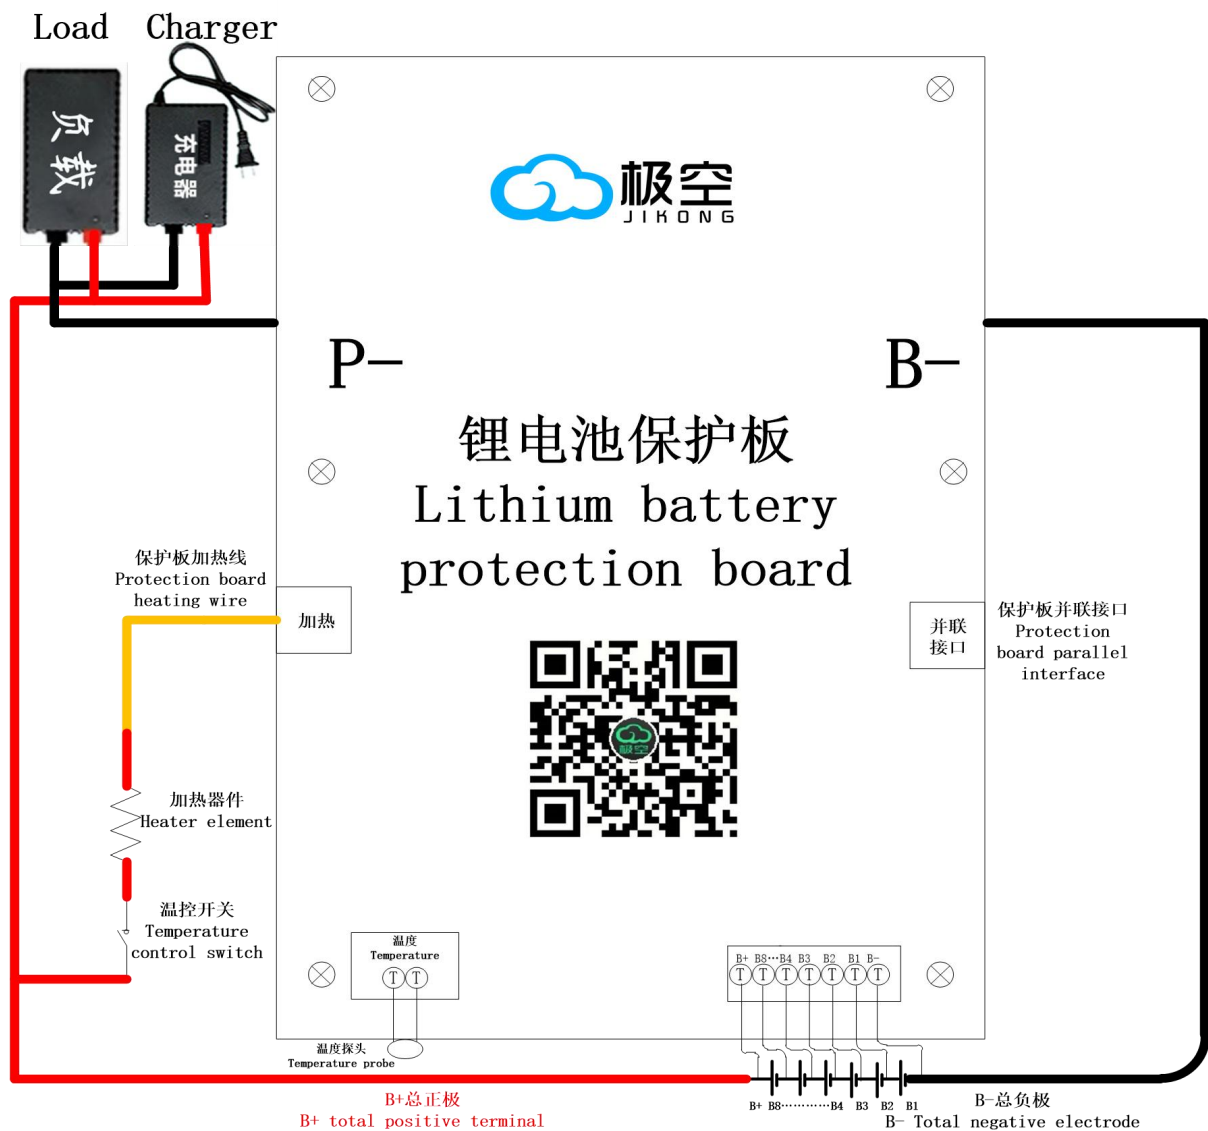 Load Charger
负载
充电器
极空
JIKONG
P-
B-
锂电池保护板
Lithium battery
protection board
保护板加热线
Protection board
heating wire
加热
并联
接口
保护板并联接口
Protection
board parallel
interface
极空
加热器件
Heater element
温控开关
Temperature
control switch
温度
Temperature
T T
B+ B8···B4 B3 B2 B1 B-
T T T T T T T
温度探头
Temperature probe
B+ B8············B4 B3 B2 B1
B+总正极
B+ total positive terminal
B-总负极
B- Total negative electrode